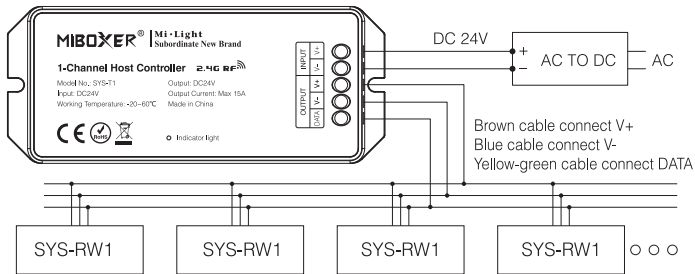 MIBOXER® Mi·Light
Subordinate New Brand
1-Channel Host Controller 2.4G RF
Model No.: SYS-T1 Output: DC24V
Input: DC24V Output Current: Max 15A
Working Temperature: -20~60℃ Made in China
CE RoHS
Indicator light
INPUT V+
V-
OUTPUT V+
V-
DATA
DC 24V
+
−
AC TO DC
AC
Brown cable connect V+
Blue cable connect V-
Yellow-green cable connect DATA
SYS-RW1 SYS-RW1 SYS-RW1 SYS-RW1